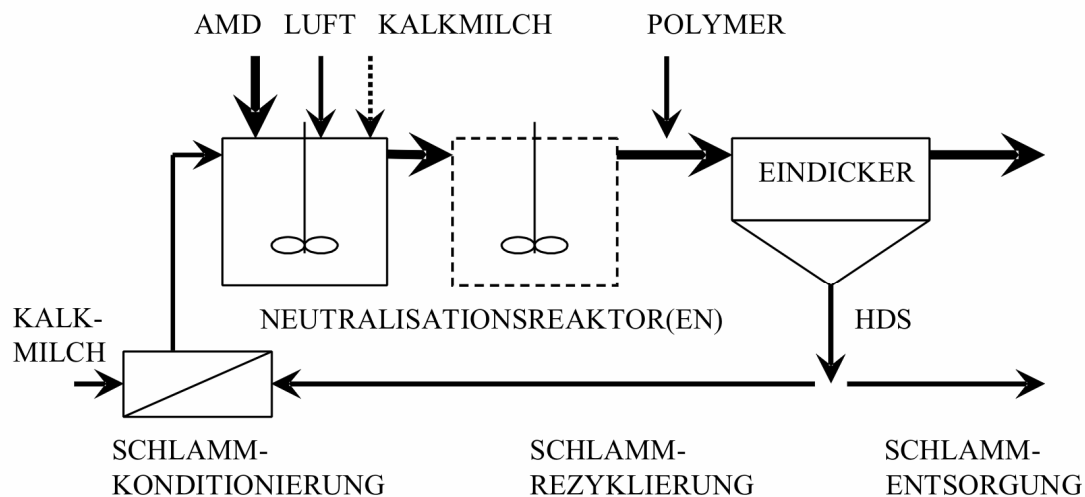 AMD LUFT KALKMILCH POLYMER
EINDICKER
NEUTRALISATIONSREAKTOR(EN) HDS
KALK-
MILCH
SCHLAMM-
KONDITIONIERUNG
SCHLAMM-
REZYKLIERUNG
SCHLAMM-
ENTSORGUNG